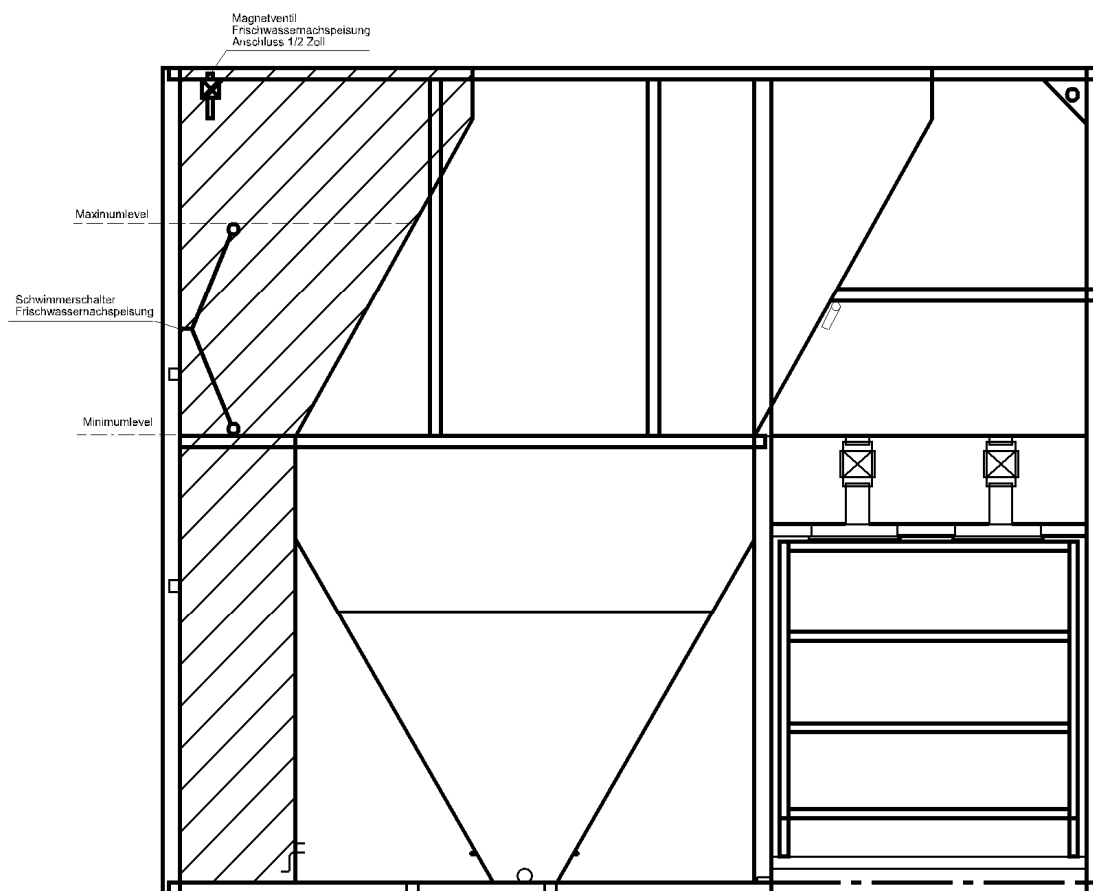 Magnetventil
Frischwassernachspeisung
Anschluss 1/2 Zoll
Maximumlevel
Schwimmerschalter
Frischwassernachspeisung
Minimumlevel